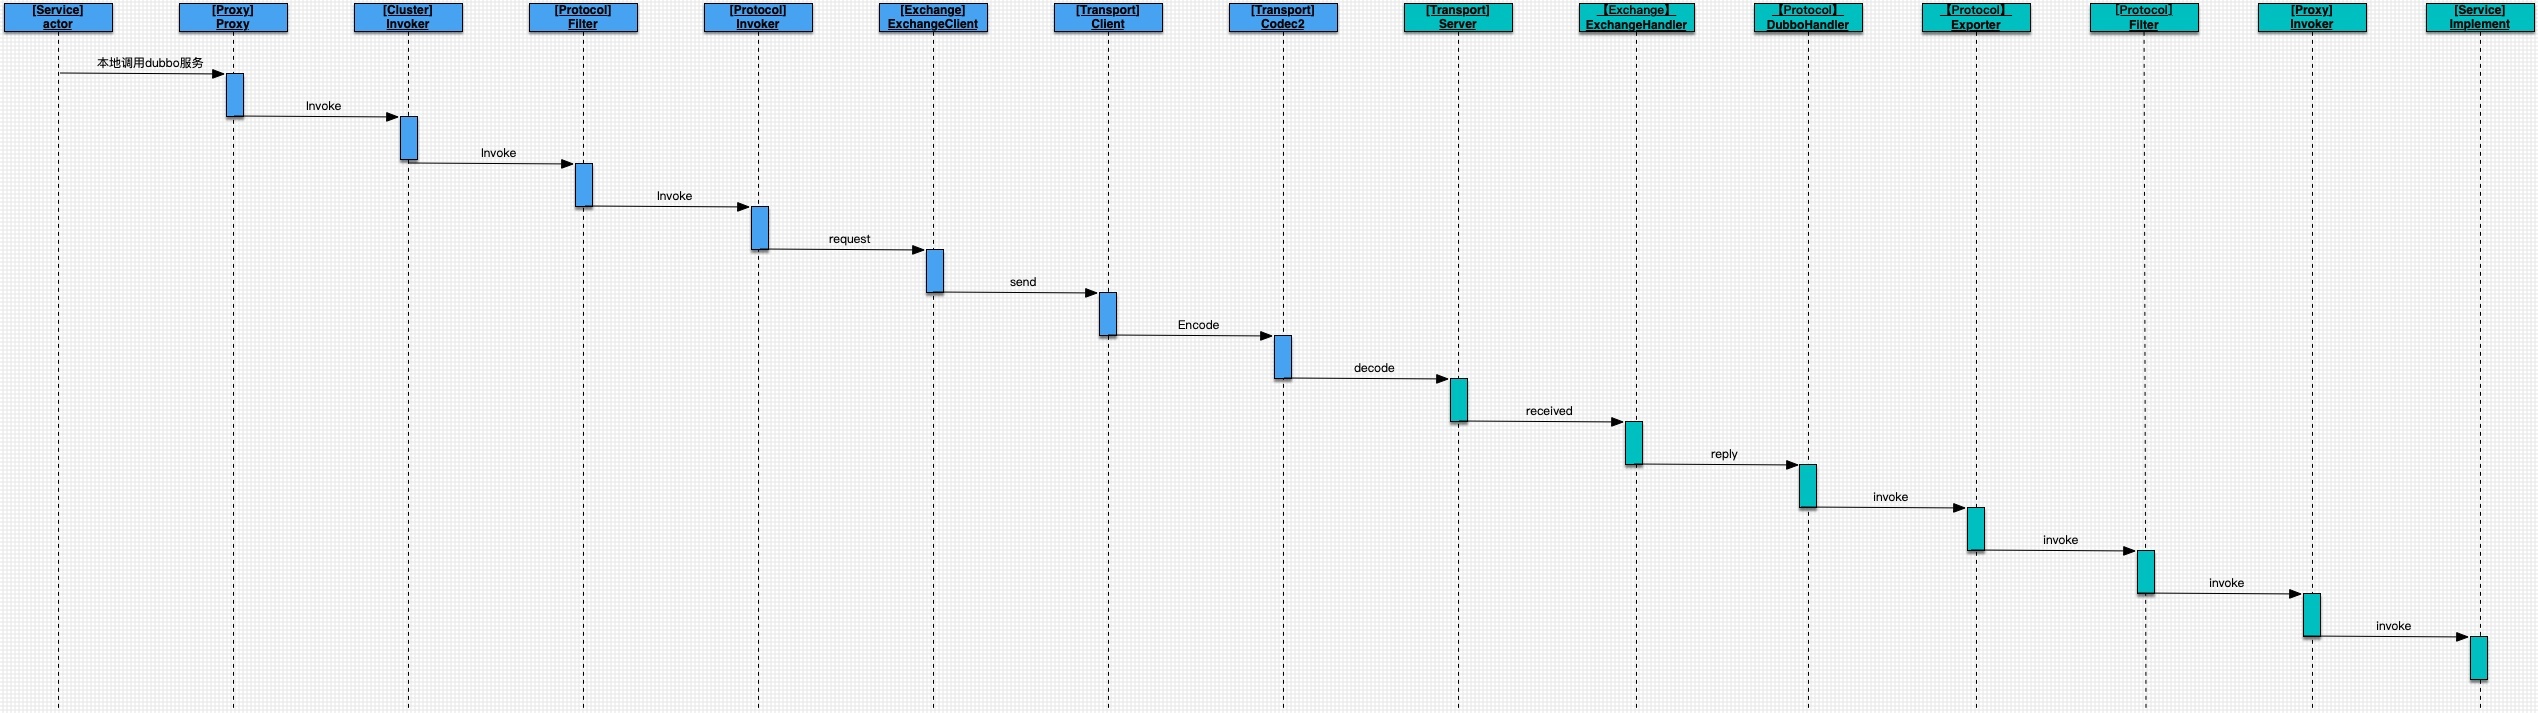 [Service]
actor
[Proxy]
Proxy
[Cluster]
Invoker
[Protocol]
Filter
[Protocol]
Invoker
[Exchange]
ExchangeClient
[Transport]
Client
[Transport]
Codec2
[Transport]
Server
【Exchange】
ExchangeHandler
【Protocol】
DubboHandler
【Protocol】
Exporter
[Protocol]
Filter
[Proxy]
invoker
[Service]
Implement
本地调用dubbo服务
Invoke
Invoke
Invoke
request
send
Encode
decode
received
reply
invoke
invoke
invoke
invoke